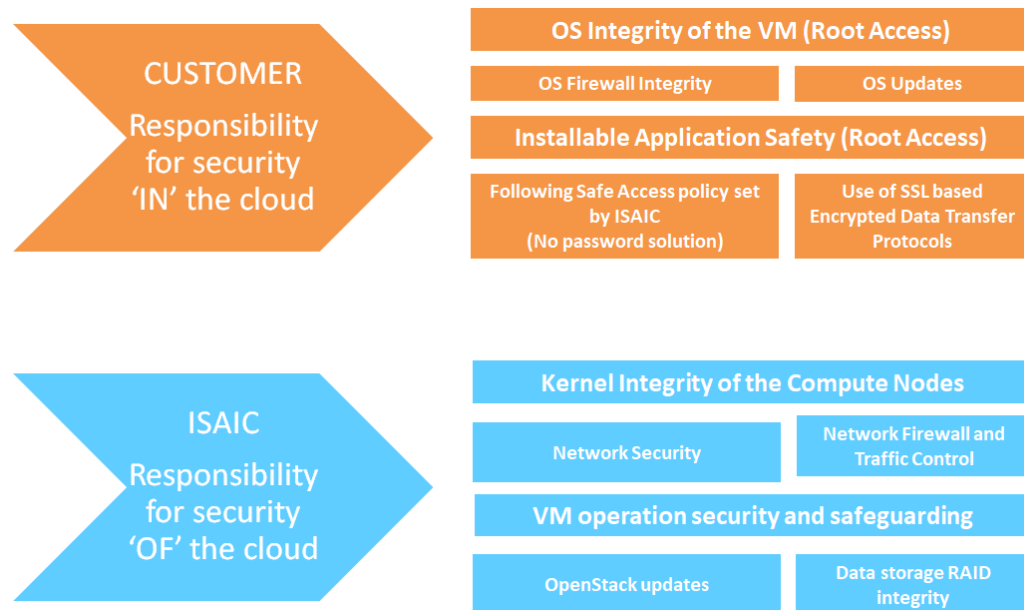 CUSTOMER
Responsibility
for security
‘IN’ the cloud
OS Integrity of the VM (Root Access)
OS Firewall Integrity
OS Updates
Installable Application Safety (Root Access)
Following Safe Access policy set
by ISAIC
(No password solution)
Use of SSL based
Encrypted Data Transfer
Protocols
ISAIC
Responsibility
for security
‘OF’ the cloud
Kernel Integrity of the Compute Nodes
Network Security
Network Firewall and
Traffic Control
VM operation security and safeguarding
OpenStack updates
Data storage RAID
integrity